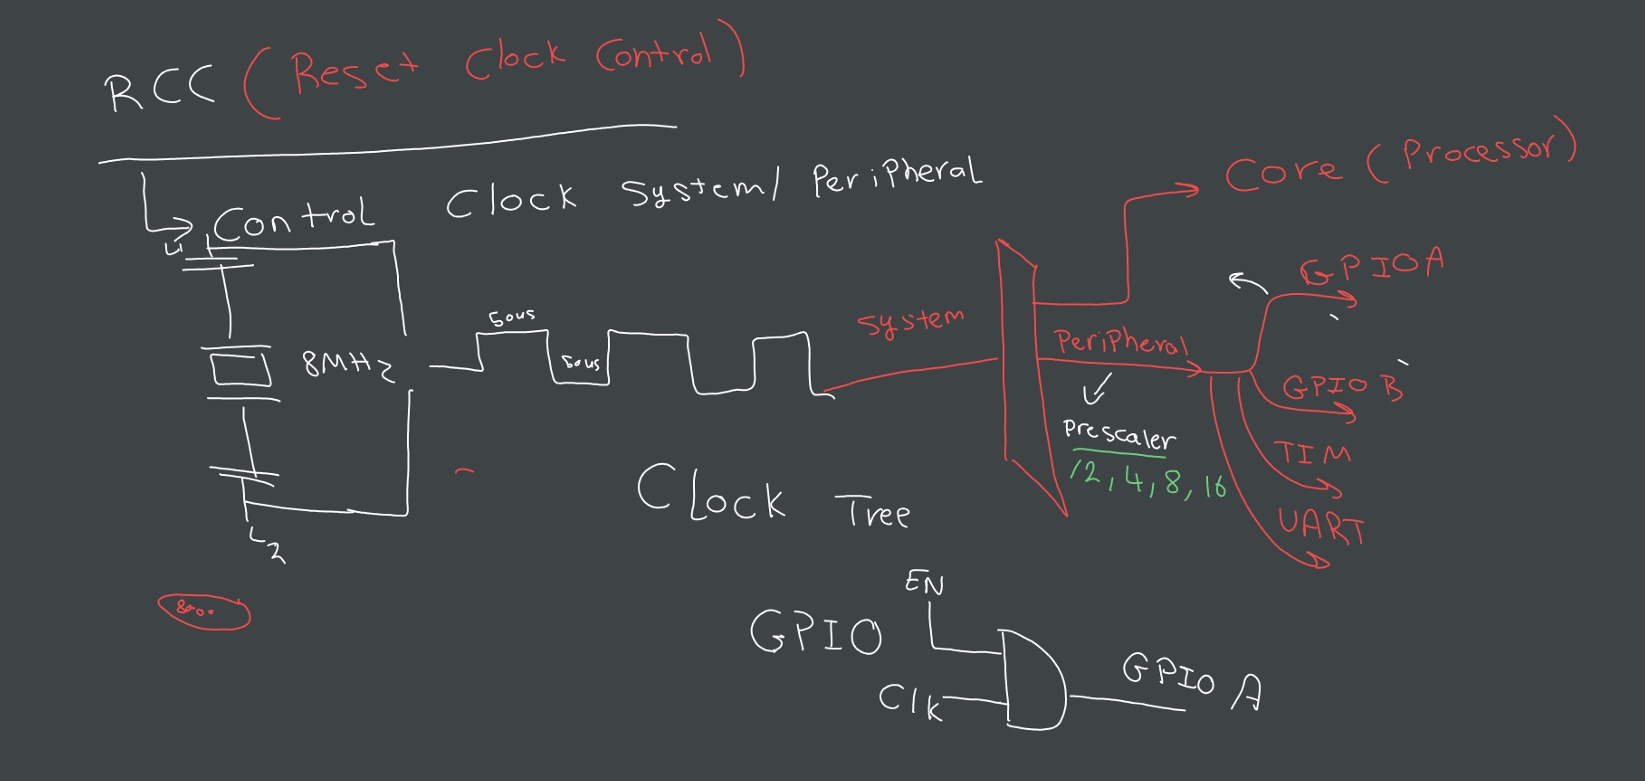 RCC (Reset Clock Control)
Control Clock System/ Peripheral
Core (Processor)
GPIOA
50us
50us
8MHz
System
Peripheral
GPIO B
Prescaler
/2,4,8,16
TIM
Clock Tree
UART
EN
GPIO
Clk
GPIO A